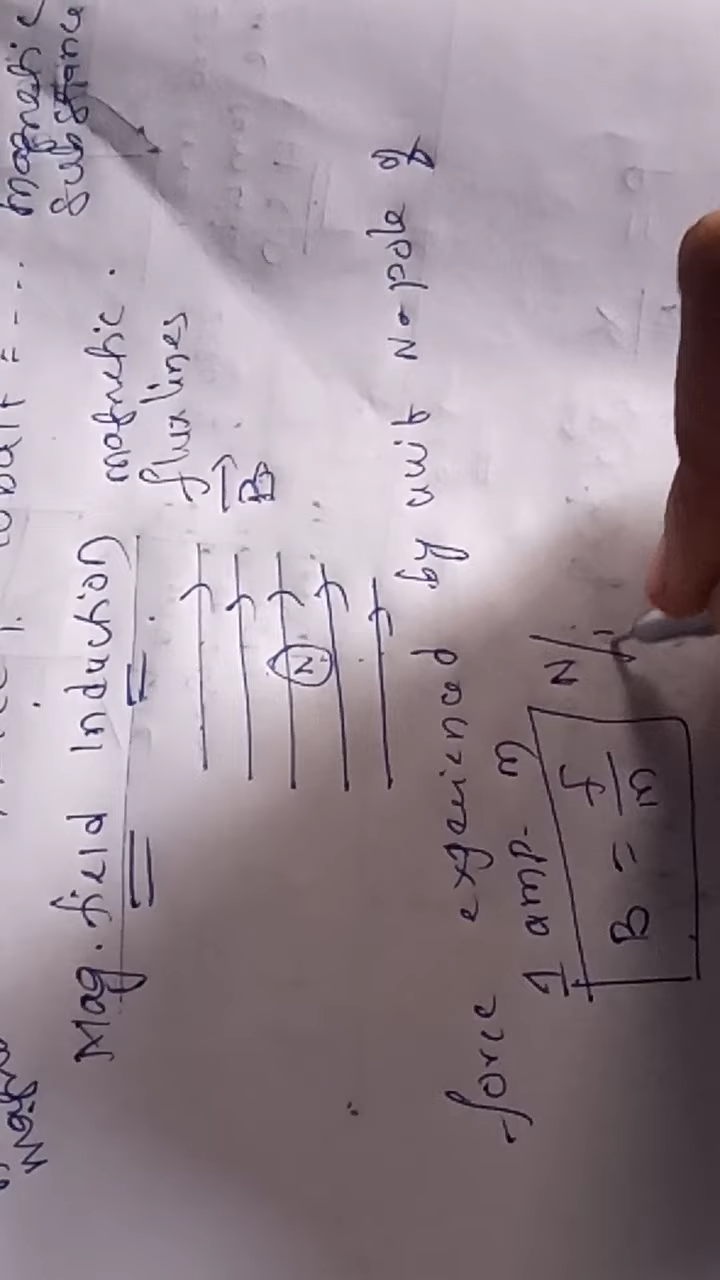 magnetic
substance
Mag. field Induction
magnetic.
flux lines
B
N
force experienced by unit N-pole of
1 amp. m
B = f/m N/